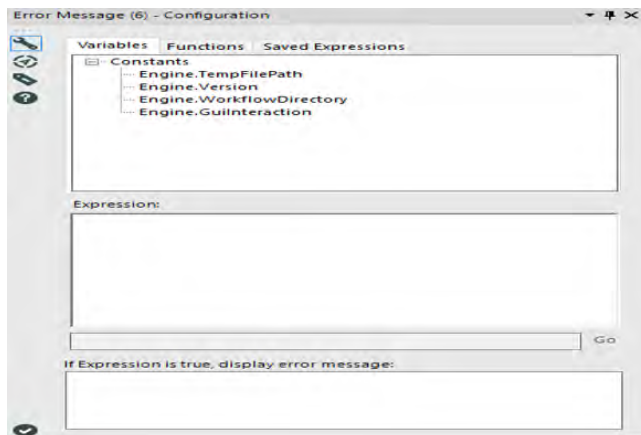 Error Message (6) - Configuration
Variables Functions Saved Expressions
Constants
Engine.TempFilePath
Engine.Version
Engine.WorkflowDirectory
Engine.GuiInteraction
Expression:
Go
If Expression is true, display error message: